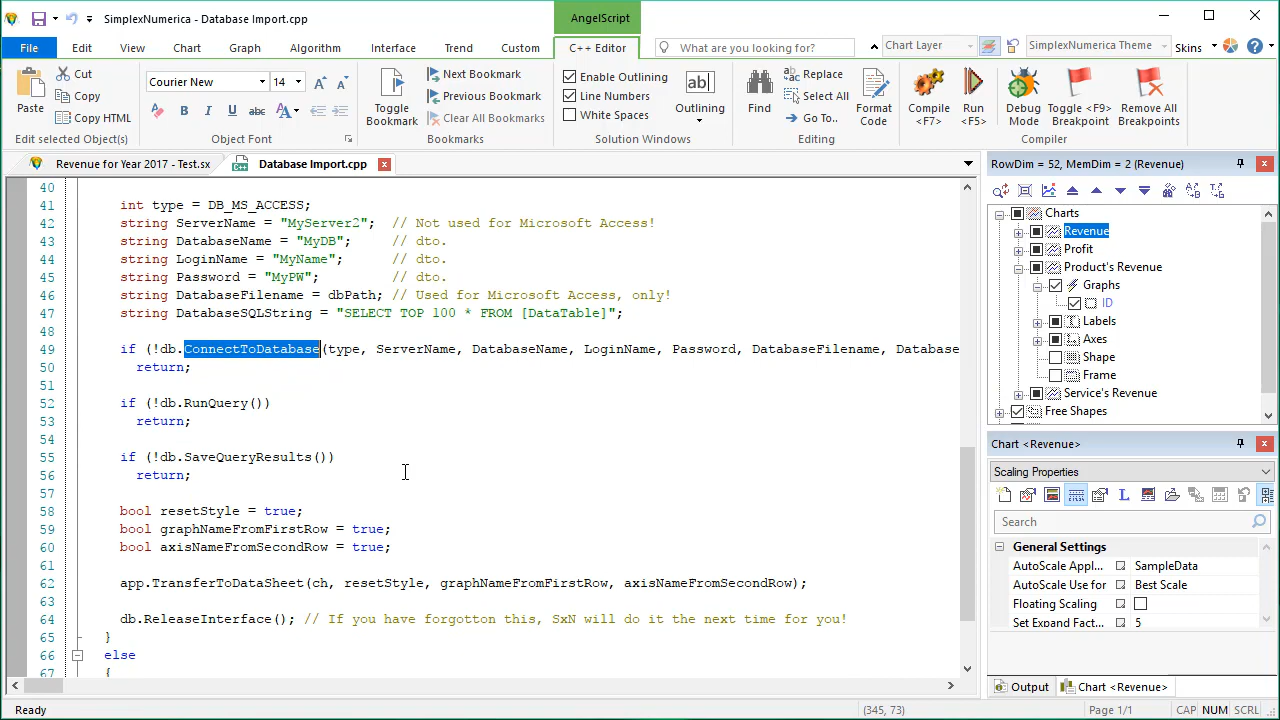 SimplexNumerica - Database Import.cpp
AngelScript
File Edit View Chart Graph Algorithm Interface Trend Custom C++ Editor What are you looking for? Chart Layer SimplexNumerica Theme Skins
Paste
Cut
Copy
Copy HTML
Edit selected Object(s)
Courier New 14
Object Font
Toggle Bookmark
Next Bookmark
Previous Bookmark
Clear All Bookmarks
Bookmarks
Enable Outlining
Line Numbers
White Spaces
Outlining
Solution Windows
Find
Replace
Select All
Go To..
Format Code
Editing
Compile <F7>
Run <F5>
Debug Mode
Toggle <F9> Breakpoint
Remove All Breakpoints
Compiler
Revenue for Year 2017 - Test.sx
Database Import.cpp
40
41 int type = DB_MS_ACCESS;
42 string ServerName = "MyServer2"; // Not used for Microsoft Access!
43 string DatabaseName = "MyDB"; // dto.
44 string LoginName = "MyName"; // dto.
45 string Password = "MyPW"; // dto.
46 string DatabaseFilename = dbPath; // Used for Microsoft Access, only!
47 string DatabaseSQLString = "SELECT TOP 100 * FROM [DataTable]";
48
49 if (!db.ConnectToDatabase(type, ServerName, DatabaseName, LoginName, Password, DatabaseFilename, Database
50 return;
51
52 if (!db.RunQuery())
53 return;
54
55 if (!db.SaveQueryResults())
56 return;
57
58 bool resetStyle = true;
59 bool graphNameFromFirstRow = true;
60 bool axisNameFromSecondRow = true;
61
62 app.TransferToDataSheet(ch, resetStyle, graphNameFromFirstRow, axisNameFromSecondRow);
63
64 db.ReleaseInterface(); // If you have forgotton this, SxN will do it the next time for you!
65 }
66 else
67 {
RowDim = 52, MemDim = 2 (Revenue)
Charts
Revenue
Profit
Product's Revenue
Graphs
ID
Labels
Axes
Shape
Frame
Service's Revenue
Free Shapes
Chart <Revenue>
Scaling Properties
Search
General Settings
AutoScale Appl.. SampleData
AutoScale Use for Best Scale
Floating Scaling
Set Expand Fact... 5
Output
Chart <Revenue>
Ready
(345, 73)
Page 1/1
CAP NUM SCRL